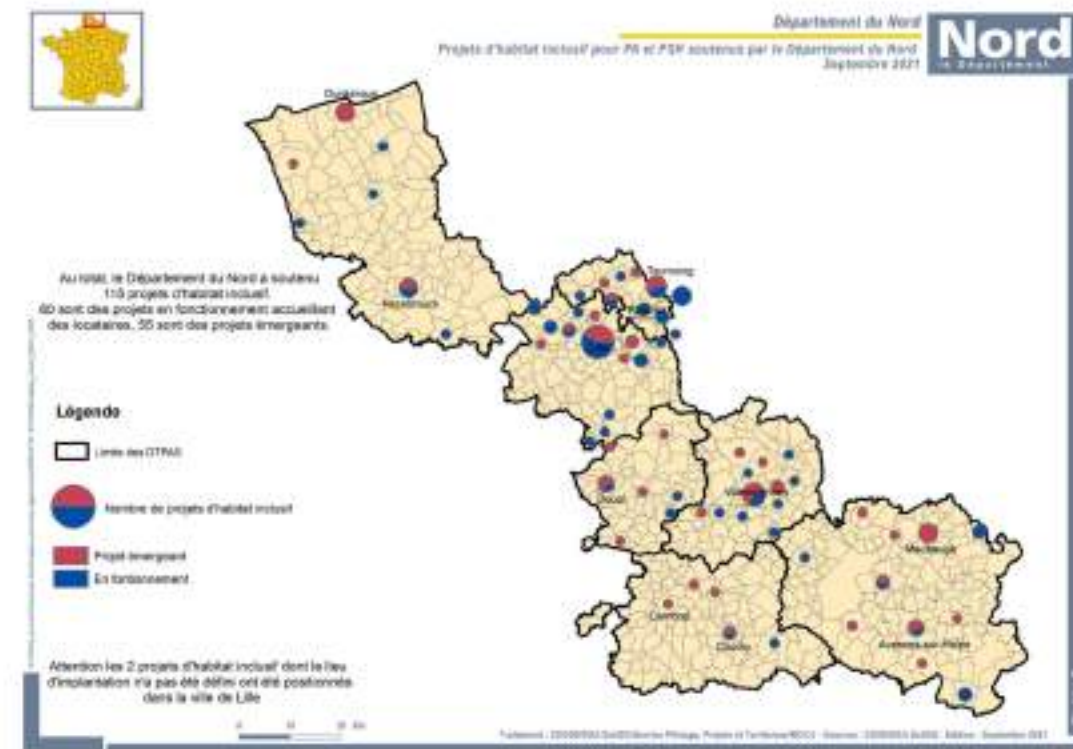 Département du Nord
Projets d'habitat inclusif pour PA et PSH soutenus par le Département du Nord
Septembre 2021
Nord
le Département
Dunkerque
Au total, le Département du Nord a soutenu
115 projets d'habitat inclusif.
60 sont des projets en fonctionnement accueillant
des locataires, 55 sont des projets émergeants.
Hazebrouck
Tourcoing
Légende
Limite des DTPAS
Nombre de projets d'habitat inclusif
Projet émergeant
En fontionnement
Douai
Valenciennes
Maubeuge
Cambrai
Caudry
Avesnes-sur-Helpe
Attention les 2 projets d'habitat inclusif dont le lieu
d'implantation n'a pas été défini ont été positionnés
dans la ville de Lille